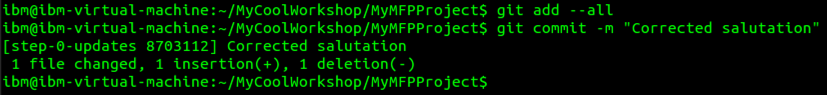 ibm@ibm-virtual-machine:~/MyCoolWorkshop/MyMFPProject$ git add --all
ibm@ibm-virtual-machine:~/MyCoolWorkshop/MyMFPProject$ git commit -m "Corrected salutation"
[step-0-updates 8703112] Corrected salutation
 1 file changed, 1 insertion(+), 1 deletion(-)
ibm@ibm-virtual-machine:~/MyCoolWorkshop/MyMFPProject$